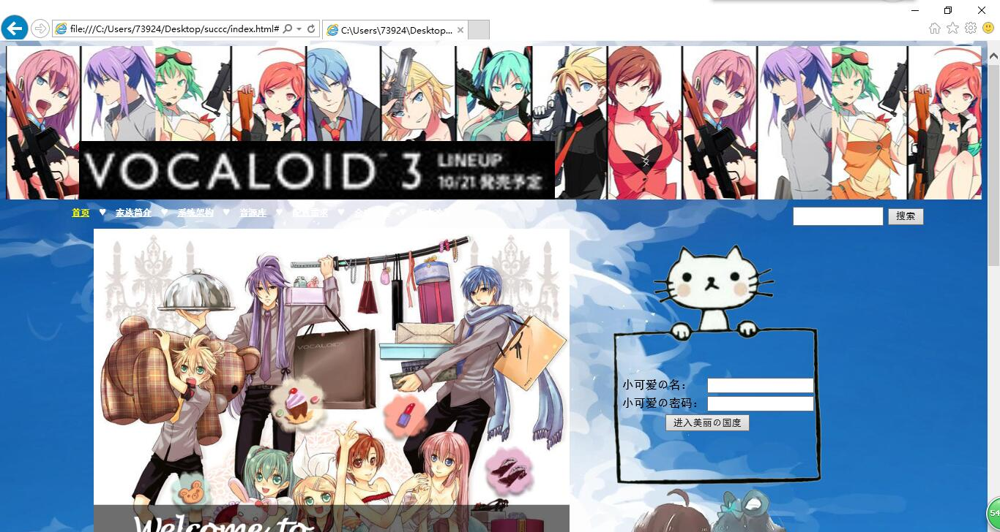 file:///C:/Users/73924/Desktop/succc/index.html#
C:\Users\73924\Desktop...
VOCALOID™ 3 LINEUP
10/21 発売予定
首页 ♥ 家族简介 ♥ 系统架构 ♥ 音源库 ♥ 配置需求 ♥
搜索
VOCALOID
小可爱の名:
小可爱の密码:
进入美丽の国度
Welcome to
54